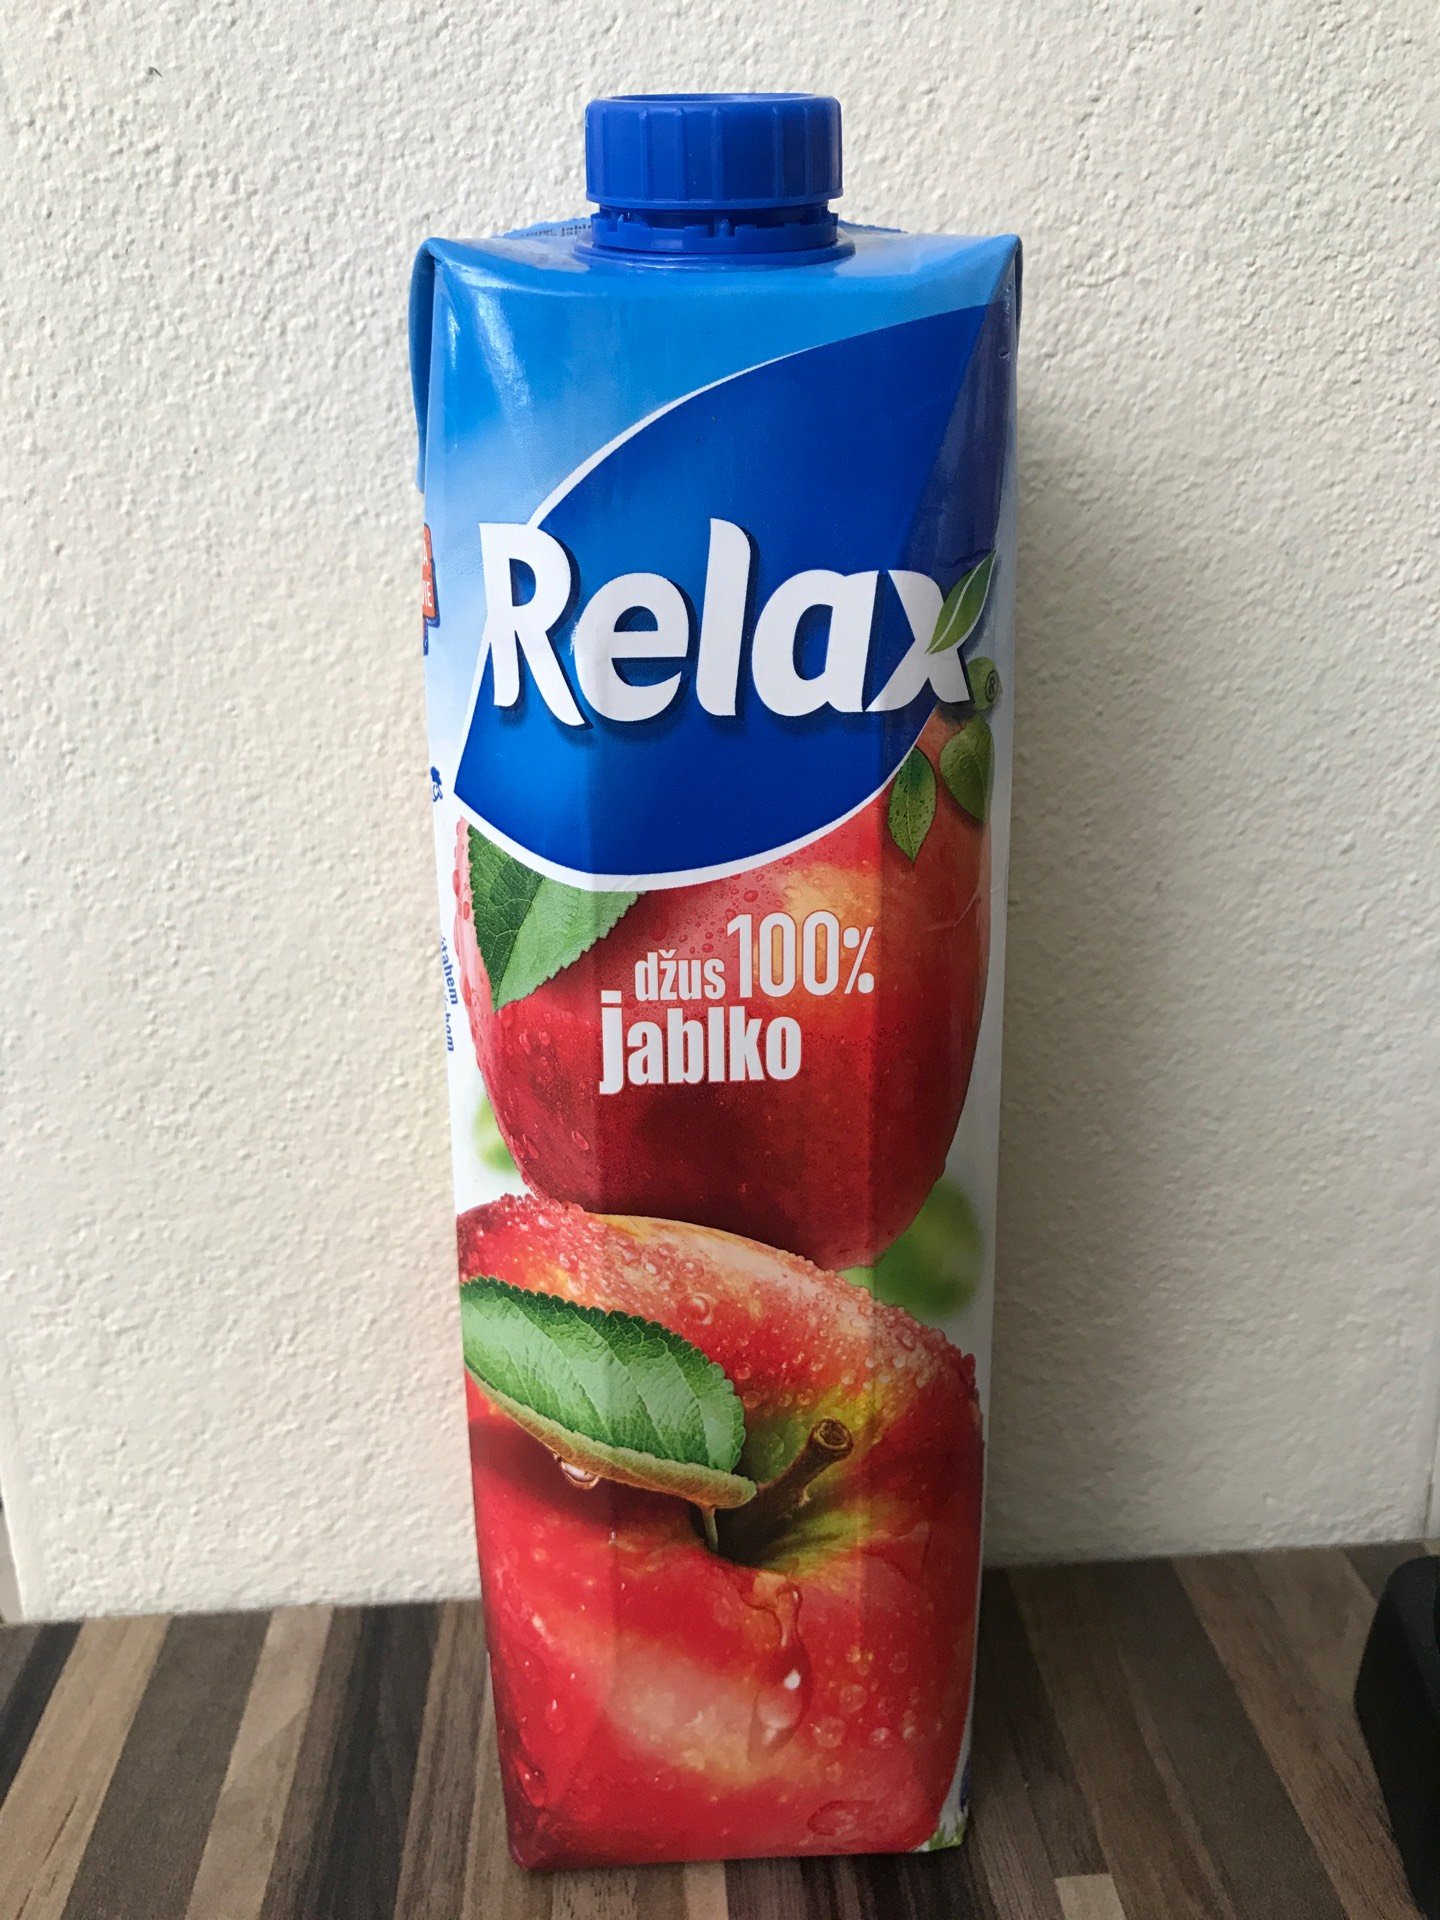 Relax
®
džus 100%
jablko